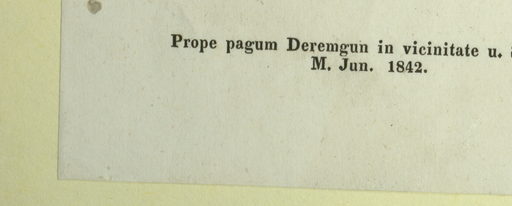 Prope pagum Deremgun in vicinitate u.
M. Jun. 1842.